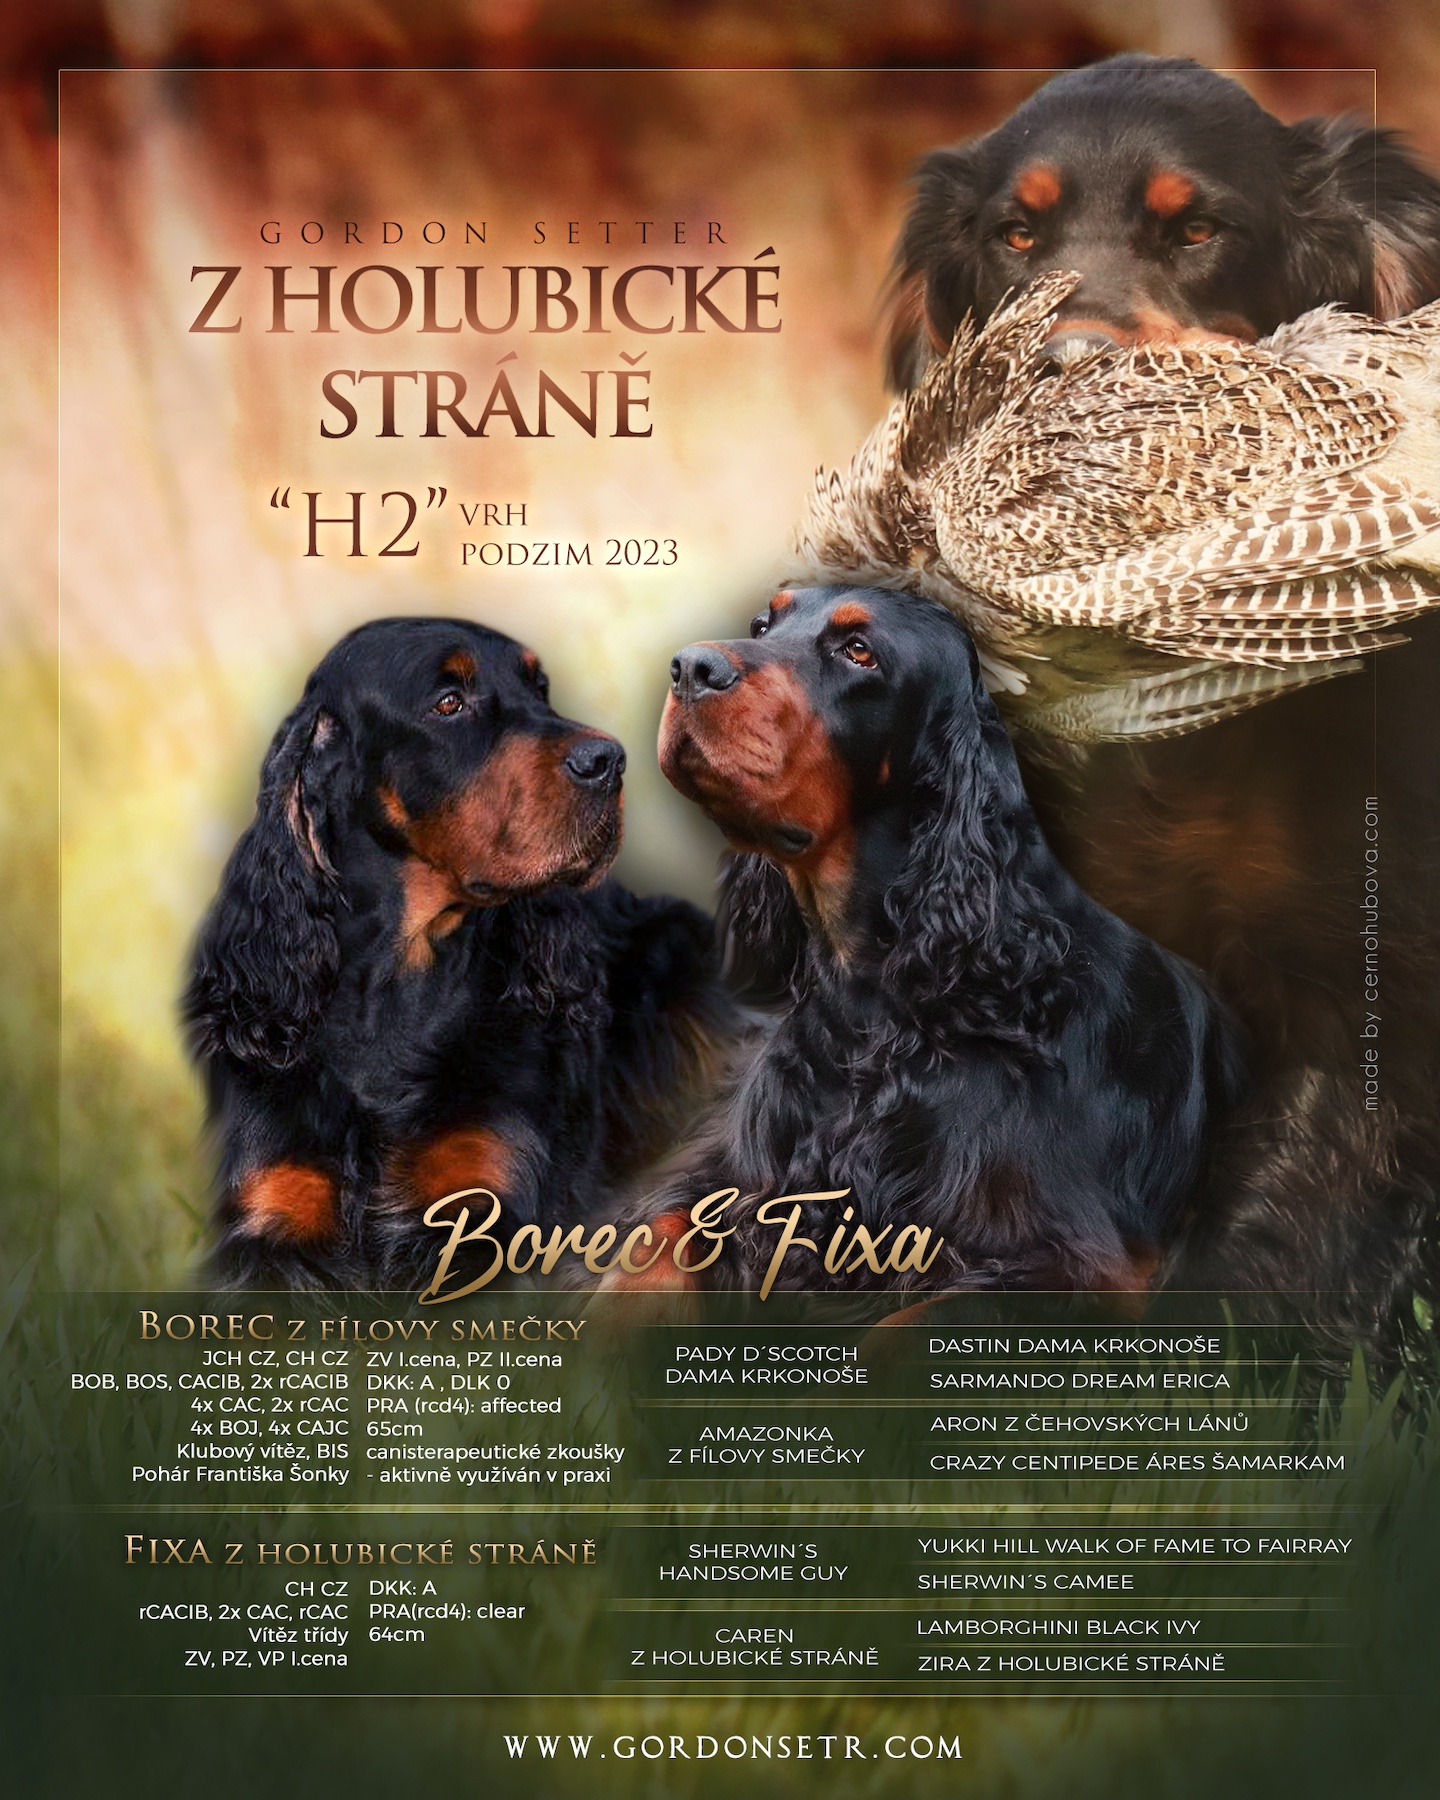 GORDON SETTER
Z HOLUBICKÉ
STRÁNĚ
“H2”
VRH
PODZIM 2023
made by cernohubova.com
Borec & Fixa
BOREC Z FÍLOVY SMEČKY
JCH CZ, CH CZ
BOB, BOS, CACIB, 2x rCACIB
4x CAC, 2x rCAC
4x BOJ, 4x CAJC
Klubový vítěz, BIS
Pohár Františka Šonky
ZV I.cena, PZ II.cena
DKK: A , DLK 0
PRA (rcd4): affected
65cm
canisterapeutické zkoušky
- aktivně využíván v praxi
PADY D´SCOTCH
DAMA KRKONOŠE
DASTIN DAMA KRKONOŠE
SARMANDO DREAM ERICA
AMAZONKA
Z FÍLOVY SMEČKY
ARON Z ČEHOVSKÝCH LÁNŮ
CRAZY CENTIPEDE ÁRES ŠAMARKAM
FIXA Z HOLUBICKÉ STRÁNĚ
CH CZ
rCACIB, 2x CAC, rCAC
Vítěz třídy
ZV, PZ, VP I.cena
DKK: A
PRA(rcd4): clear
64cm
SHERWIN´S
HANDSOME GUY
YUKKI HILL WALK OF FAME TO FAIRRAY
SHERWIN´S CAMEE
CAREN
Z HOLUBICKÉ STRÁNĚ
LAMBORGHINI BLACK IVY
ZIRA Z HOLUBICKÉ STRÁNĚ
WWW.GORDONSETR.COM